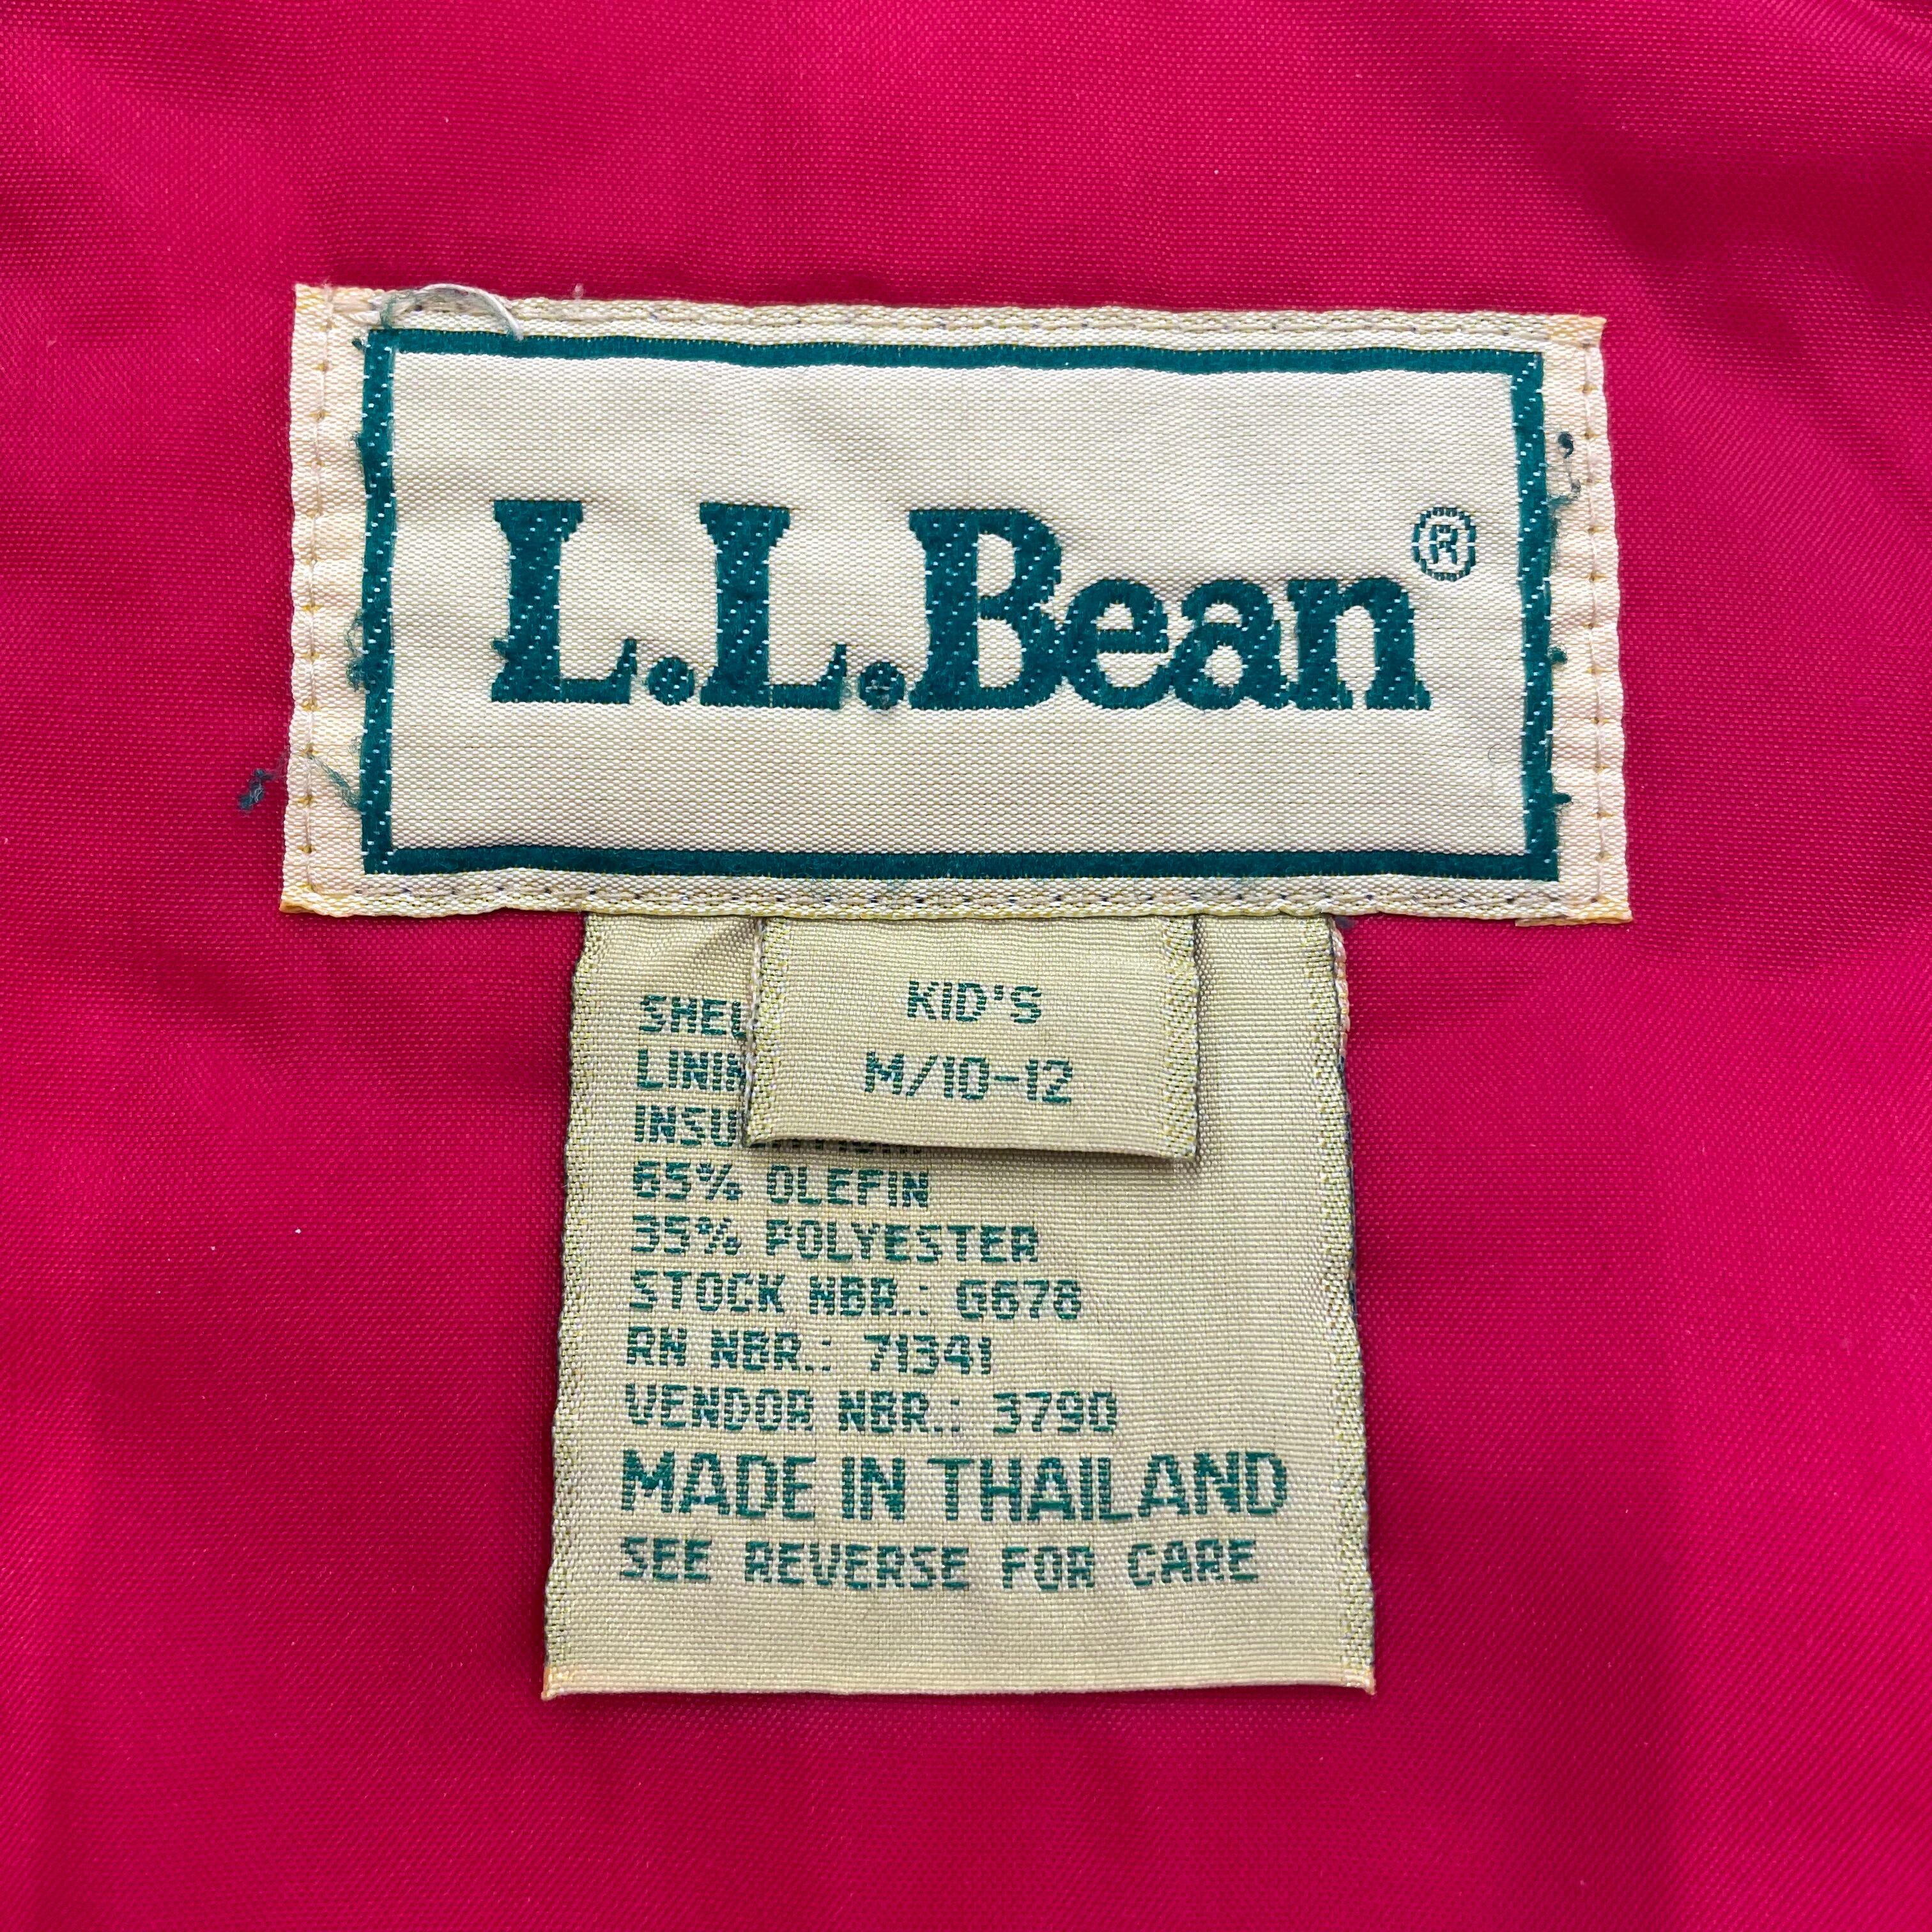 L.L.Bean®
KID'S
M/10-12
65% OLEFIN
35% POLYESTER
STOCK NBR.: G678
RN NBR.: 71341
VENDOR NBR.: 3790
MADE IN THAILAND
SEE REVERSE FOR CARE